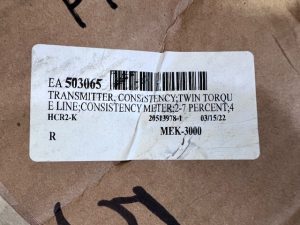 EA 503065
TRANSMITTER, CONSISTENCY;TWIN TORQU
E LINE;CONSISTENCY METER;2-7 PERCENT;4
HCR2-K 20513978-1 03/15/22
R MEK-3000